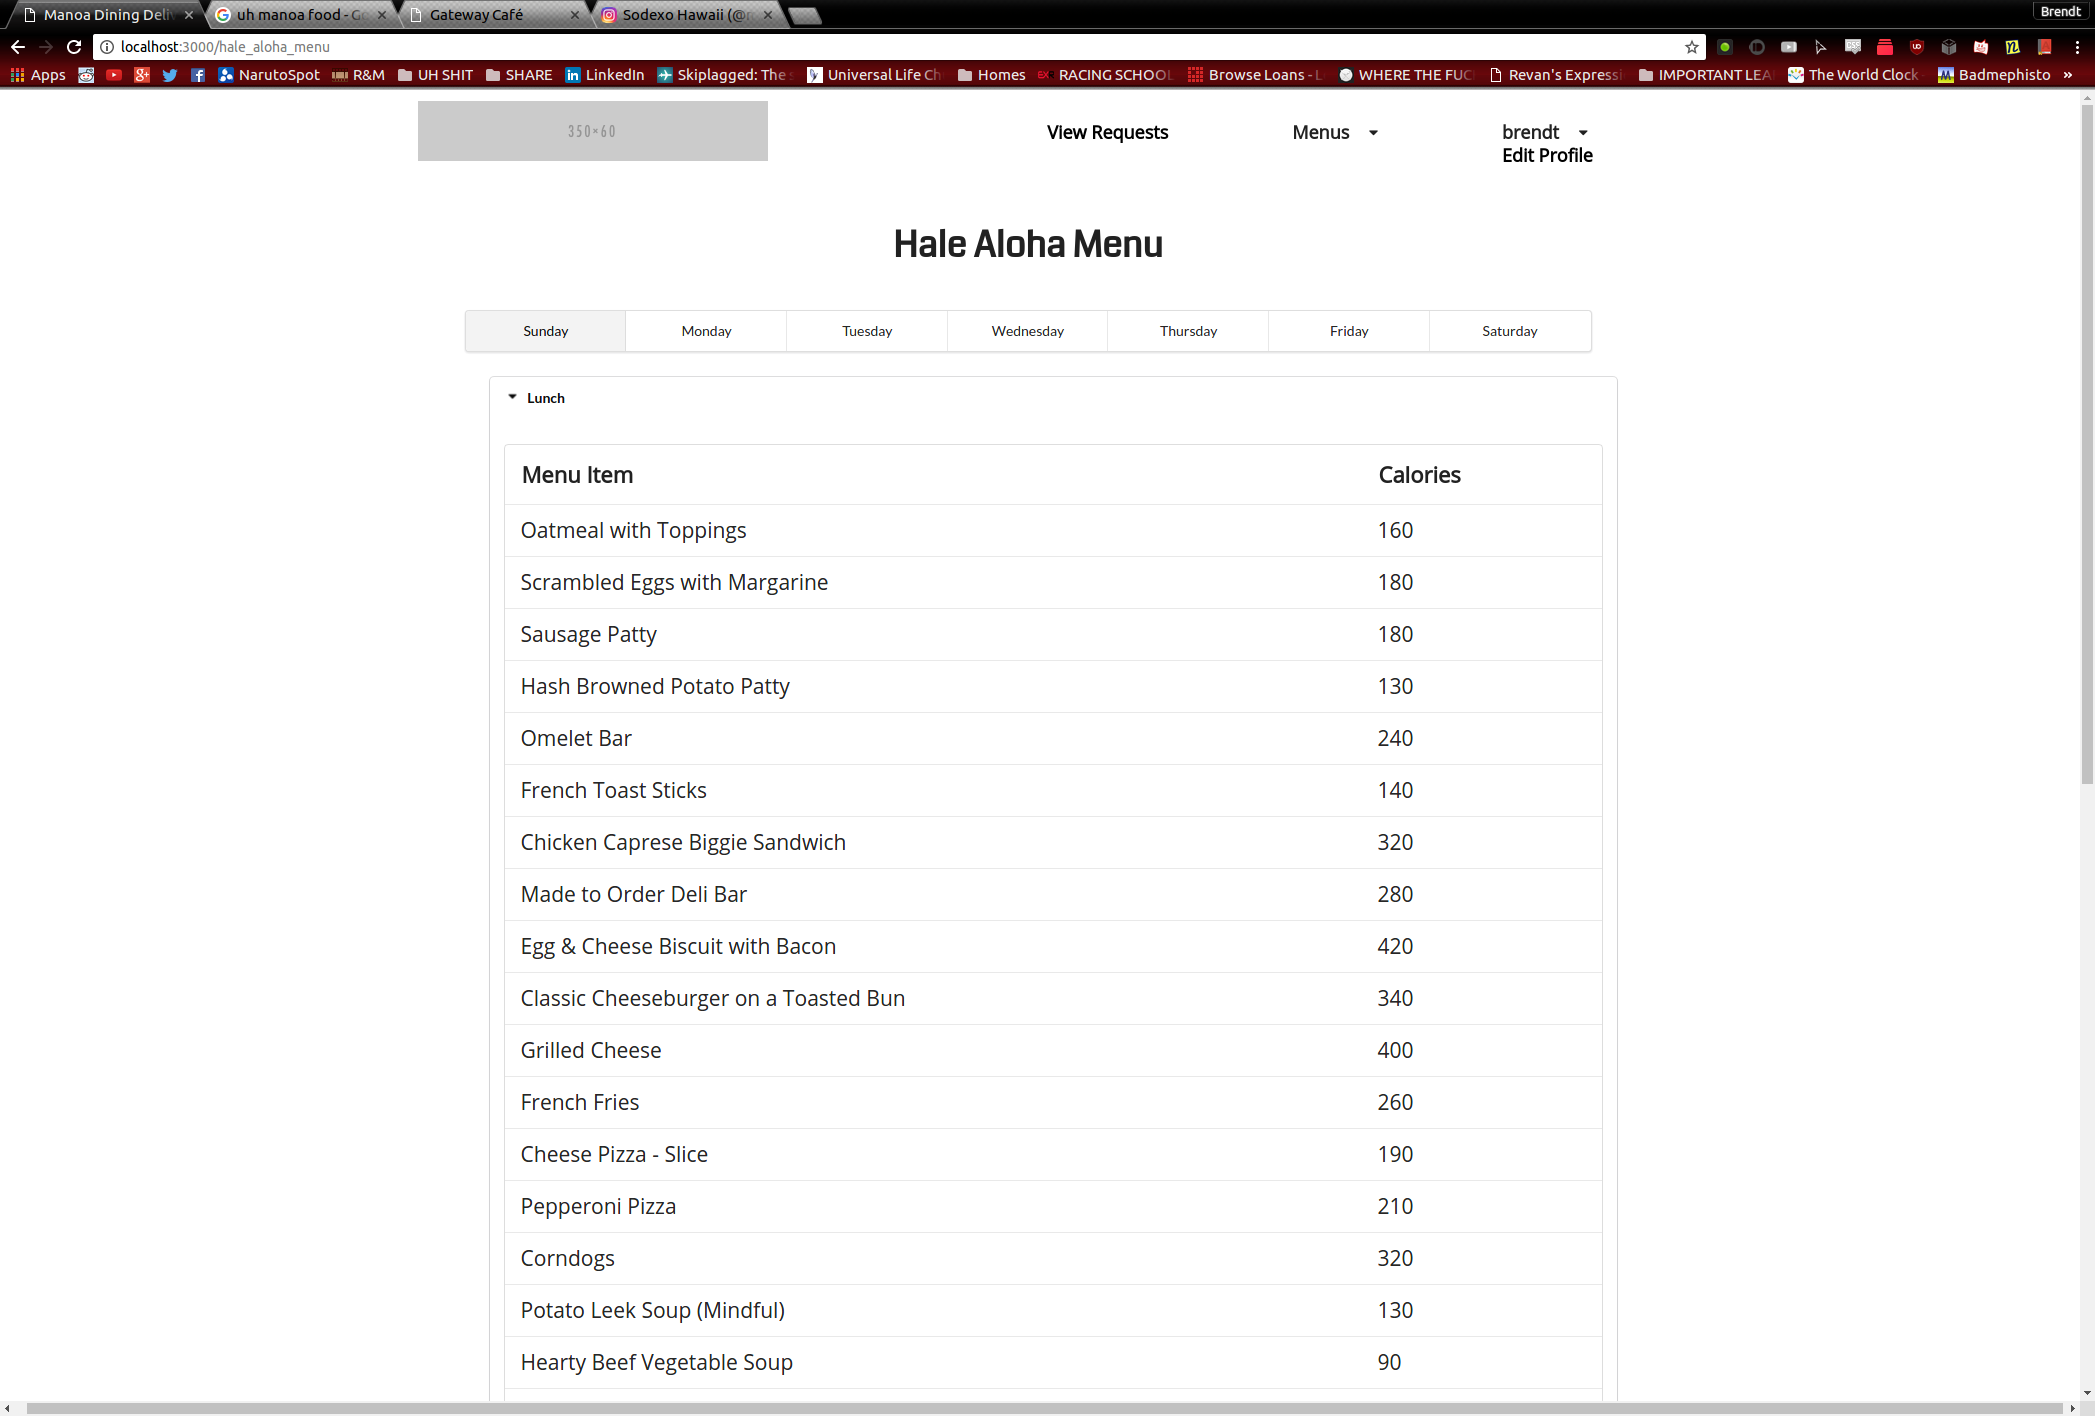 Manoa Dining Deli
uh manoa food - G
Gateway Café
Sodexo Hawaii (@
Brendt
localhost:3000/hale_aloha_menu
Apps NarutoSpot R&M UH SHIT SHARE LinkedIn Skiplagged: The Universal Life Ch Homes RACING SCHOOL Browse Loans - WHERE THE FUC Revan's Expressi IMPORTANT LEA The World Clock Badmephisto »
350×60
View Requests
Menus
brendt
Edit Profile
Hale Aloha Menu
Sunday Monday Tuesday Wednesday Thursday Friday Saturday
Lunch
Menu Item Calories
Oatmeal with Toppings 160
Scrambled Eggs with Margarine 180
Sausage Patty 180
Hash Browned Potato Patty 130
Omelet Bar 240
French Toast Sticks 140
Chicken Caprese Biggie Sandwich 320
Made to Order Deli Bar 280
Egg & Cheese Biscuit with Bacon 420
Classic Cheeseburger on a Toasted Bun 340
Grilled Cheese 400
French Fries 260
Cheese Pizza - Slice 190
Pepperoni Pizza 210
Corndogs 320
Potato Leek Soup (Mindful) 130
Hearty Beef Vegetable Soup 90